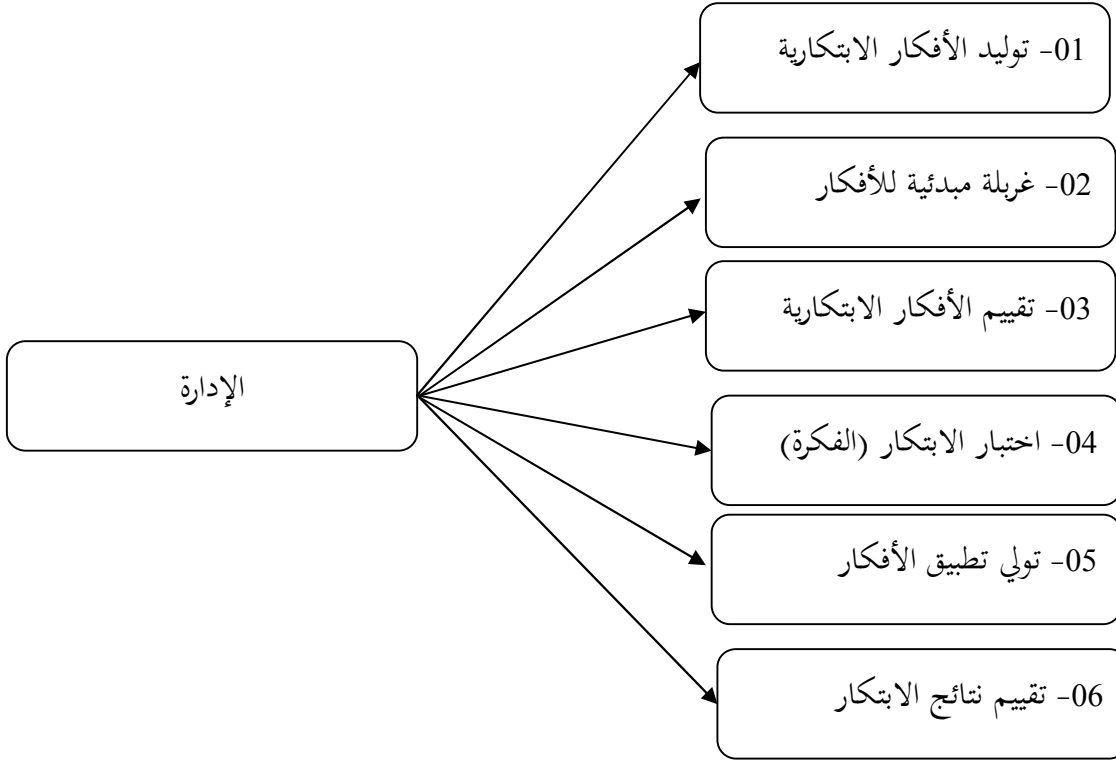 01- توليد الأفكار الابتكارية
02- غربلة مبدئية للأفكار
03- تقييم الأفكار الابتكارية
الإدارة
04- اختبار الابتكار (الفكرة)
05- تولي تطبيق الأفكار
06- تقييم نتائج الابتكار